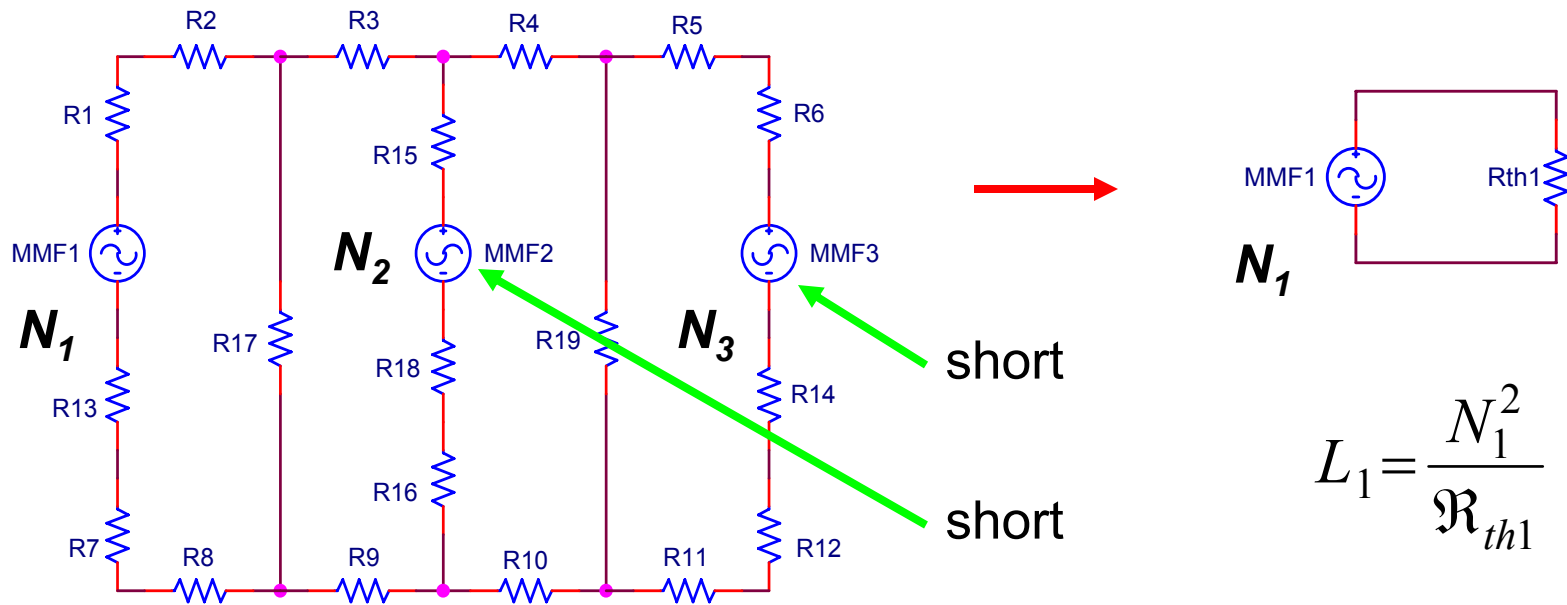 R2 R3 R4 R5
R1 R6
R15
MMF1 Rth1
MMF1 N2 MMF2 MMF3
N1
N1 R17 R19 N3
short
R18
R13 R14
L1 = N1^2 / ℜth1
R16
short
R7 R12
R8 R9 R10 R11